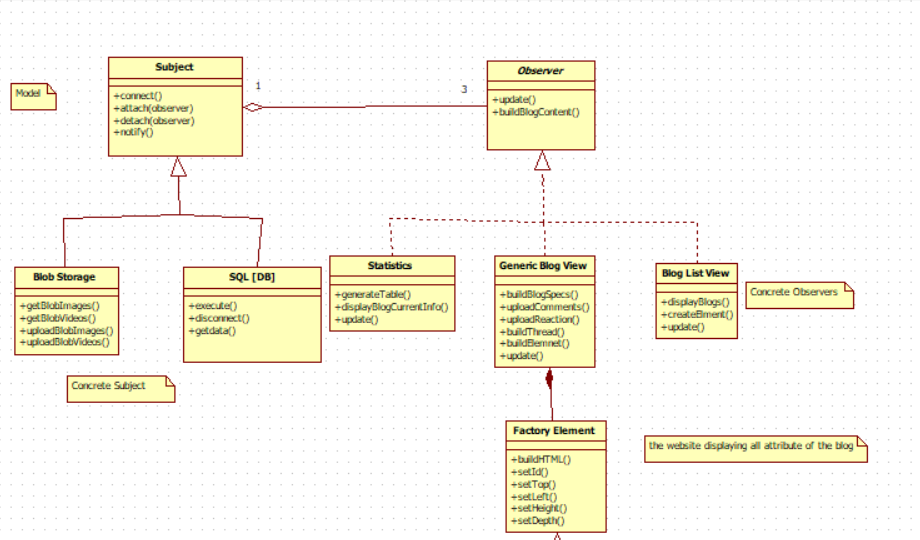 Subject
+connect()
+attach(observer)
+detach(observer)
+notify()
Model
1
3
Observer
+update()
+buildBlogContent()
Blob Storage
+getBlobImages()
+getBlobVideos()
+uploadBlobImages()
+uploadBlobVideos()
SQL [DB]
+execute()
+disconnect()
+getdata()
Statistics
+generateTable()
+displayBlogCurrentInfo()
+update()
Generic Blog View
+buildBlogSpecs()
+uploadComments()
+uploadReaction()
+buildThread()
+buildElemnet()
+update()
Blog List View
+displayBlogs()
+createElment()
+update()
Concrete Observers
Concrete Subject
Factory Element
+buildHTML()
+setId()
+setTop()
+setLeft()
+setHeight()
+setDepth()
the website displaying all attribute of the blog